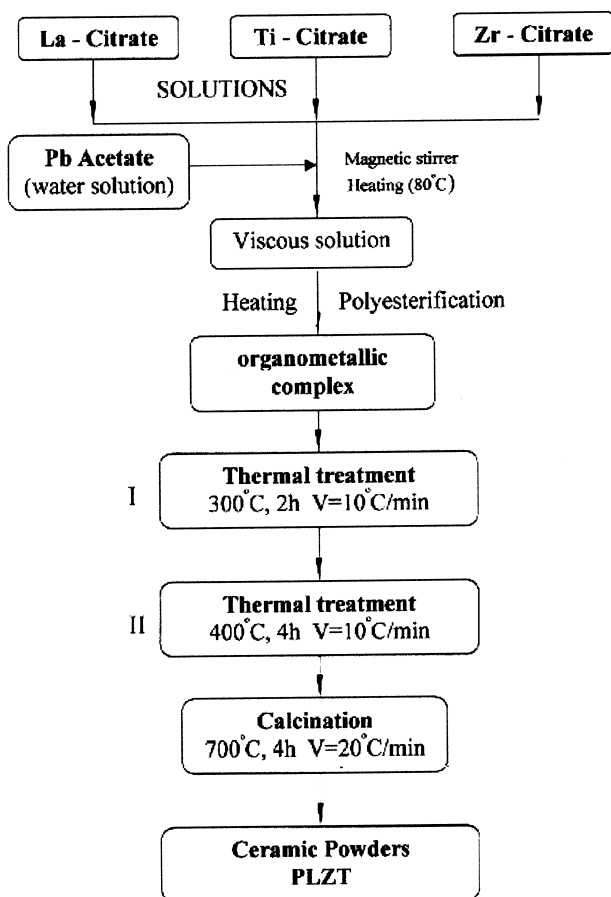 La - Citrate
Ti - Citrate
Zr - Citrate
SOLUTIONS
Pb Acetate
(water solution)
Magnetic stirrer
Heating (80°C)
Viscous solution
Heating
Polyesterification
organometallic
complex
I
Thermal treatment
300°C, 2h V=10°C/min
II
Thermal treatment
400°C, 4h V=10°C/min
Calcination
700°C, 4h V=20°C/min
Ceramic Powders
PLZT